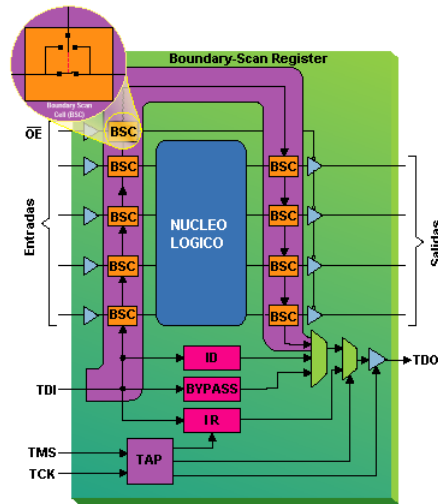 Boundary-Scan Register
Boundary Scan
Cell (BSC)
OE
BSC
BSC
BSC
BSC
BSC
BSC
BSC
BSC
BSC
Entradas
NUCLEO
LOGICO
Salidas
ID
TDI
BYPASS
TDO
IR
TMS
TAP
TCK